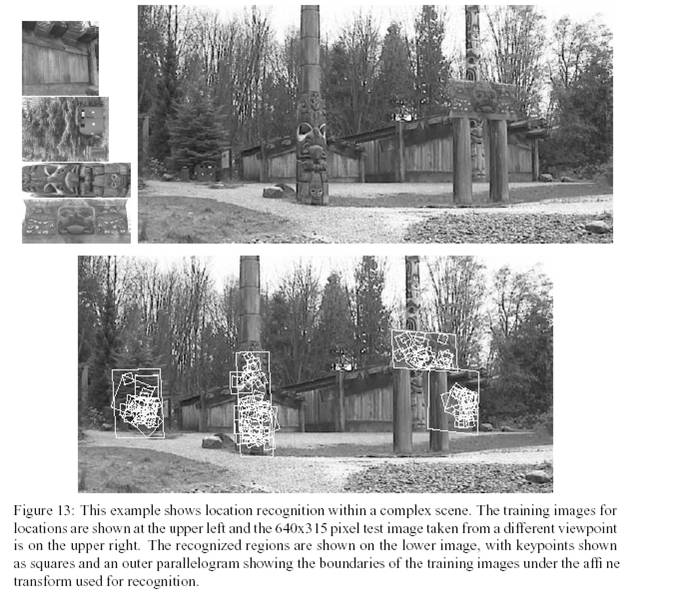 Figure 13: This example shows location recognition within a complex scene. The training images for
locations are shown at the upper left and the 640x315 pixel test image taken from a different viewpoint
is on the upper right. The recognized regions are shown on the lower image, with keypoints shown
as squares and an outer parallelogram showing the boundaries of the training images under the affi ne
transform used for recognition.